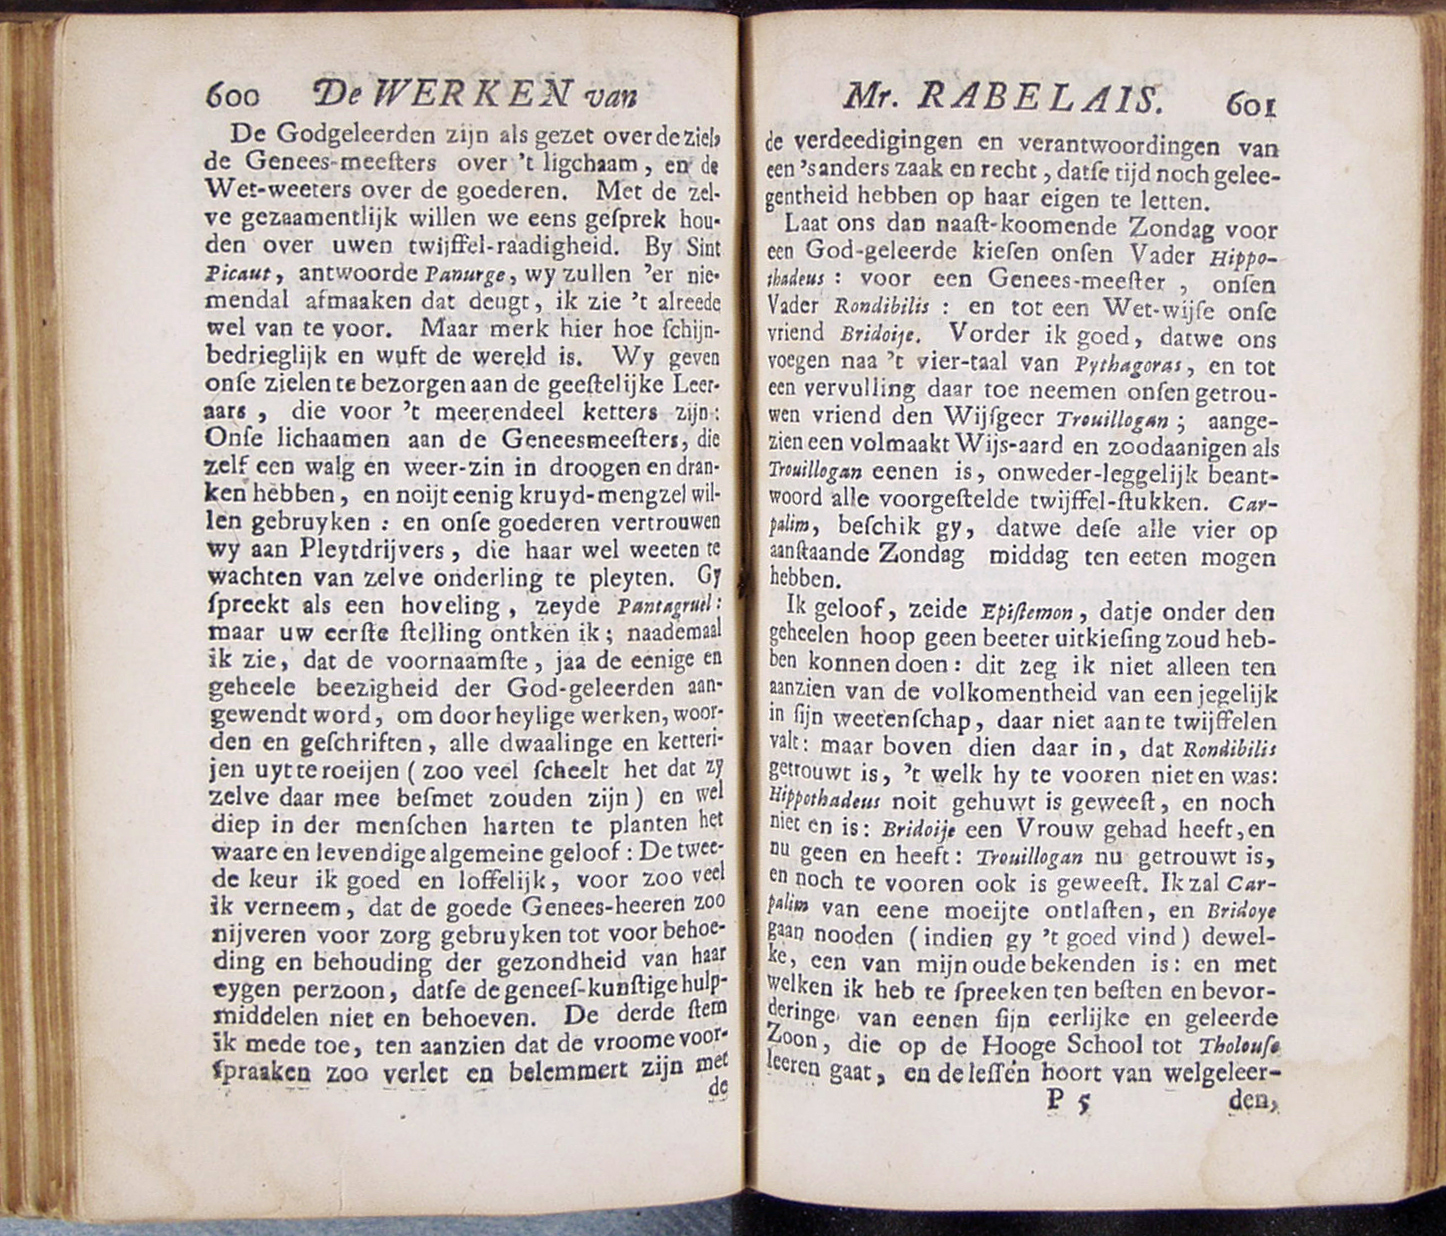 600 De WERKEN van
De Godgeleerden zijn als gezet over de ziel,
de Genees-meeſters over 't ligchaam, en de
Wet-weeters over de goederen. Met de zel-
ve gezaamentlijk willen we eens geſprek hou-
den over uwen twijffel-raadigheid. By Sint
Picaut, antwoorde Panurge, wy zullen 'er nie-
mendal afmaaken dat deugt, ik zie 't alreede
wel van te voor. Maar merk hier hoe ſchijn-
bedrieglijk en wuft de wereld is. Wy geven
onſe zielen te bezorgen aan de geeſtelijke Leer-
aars, die voor 't meerendeel ketters zijn:
Onſe lichaamen aan de Geneesmeeſters, die
zelf een walg en weer-zin in droogen en dran-
ken hebben, en noijt eenig kruyd-mengzel wil-
len gebruyken: en onſe goederen vertrouwen
wy aan Pleytdrijvers, die haar wel weeten te
wachten van zelve onderling te pleyten. Gy
ſpreekt als een hoveling, zeyde Pantagruel:
maar uw eerſte ſtelling ontken ik; naademaal
ik zie, dat de voornaamſte, jaa de eenige en
geheele beezigheid der God-geleerden aan-
gewendt word, om door heylige werken, woor-
den en geſchriften, alle dwaalinge en ketteri-
jen uyt te roeijen (zoo veel ſcheelt het dat zy
zelve daar mee beſmet zouden zijn) en wel
diep in der menſchen harten te planten het
waare en levendige algemeine geloof: De twee-
de keur ik goed en loffelijk, voor zoo veel
ik verneem, dat de goede Genees-heeren zoo
nijveren voor zorg gebruyken tot voor behoe-
ding en behouding der gezondheid van haar
eygen perzoon, datſe de geneeſ-kunſtige hulp-
middelen niet en behoeven. De derde ſtem
ik mede toe, ten aanzien dat de vroome voor-
ſpraaken zoo verlet en belemmert zijn met
de
Mr. RABELAIS. 601
de verdeedigingen en verantwoordingen van
een 's anders zaak en recht, datſe tijd noch gelee-
gentheid hebben op haar eigen te letten.
Laat ons dan naaſt-koomende Zondag voor
een God-geleerde kieſen onſen Vader Hippo-
thadeus: voor een Genees-meeſter, onſen
Vader Rondibilis: en tot een Wet-wijſe onſe
vriend Bridoije. Vorder ik goed, datwe ons
voegen naa 't vier-taal van Pythagoras, en tot
een vervulling daar toe neemen onſen getrou-
wen vriend den Wijſgeer Trouillogan; aange-
zien een volmaakt Wijs-aard en zoodaanigen als
Trouillogan eenen is, onweder-leggelijk beant-
woord alle voorgeſtelde twijffel-ſtukken. Car-
palim, beſchik gy, datwe deſe alle vier op
aanſtaande Zondag middag ten eeten mogen
hebben.
Ik geloof, zeide Epiſtemon, datje onder den
geheelen hoop geen beeter uitkieſing zoud heb-
ben konnen doen: dit zeg ik niet alleen ten
aanzien van de volkomentheid van een jegelijk
in ſijn weetenſchap, daar niet aan te twijffelen
valt: maar boven dien daar in, dat Rondibilis
getrouwt is, 't welk hy te vooren niet en was:
Hippothadeus noit gehuwt is geweeſt, en noch
niet en is: Bridoije een Vrouw gehad heeft, en
nu geen en heeft: Trouillogan nu getrouwt is,
en noch te vooren ook is geweeſt. Ik zal Car-
palim van eene moeijte ontlaſten, en Bridoye
gaan nooden (indien gy 't goed vind) dewel-
ke, een van mijn oude bekenden is: en met
welken ik heb te ſpreeken ten beſten en bevor-
deringe van eenen ſijn eerlijke en geleerde
Zoon, die op de Hooge School tot Tholouſe
leeren gaat, en de leſſen hoort van welgeleer-
P 5 den,